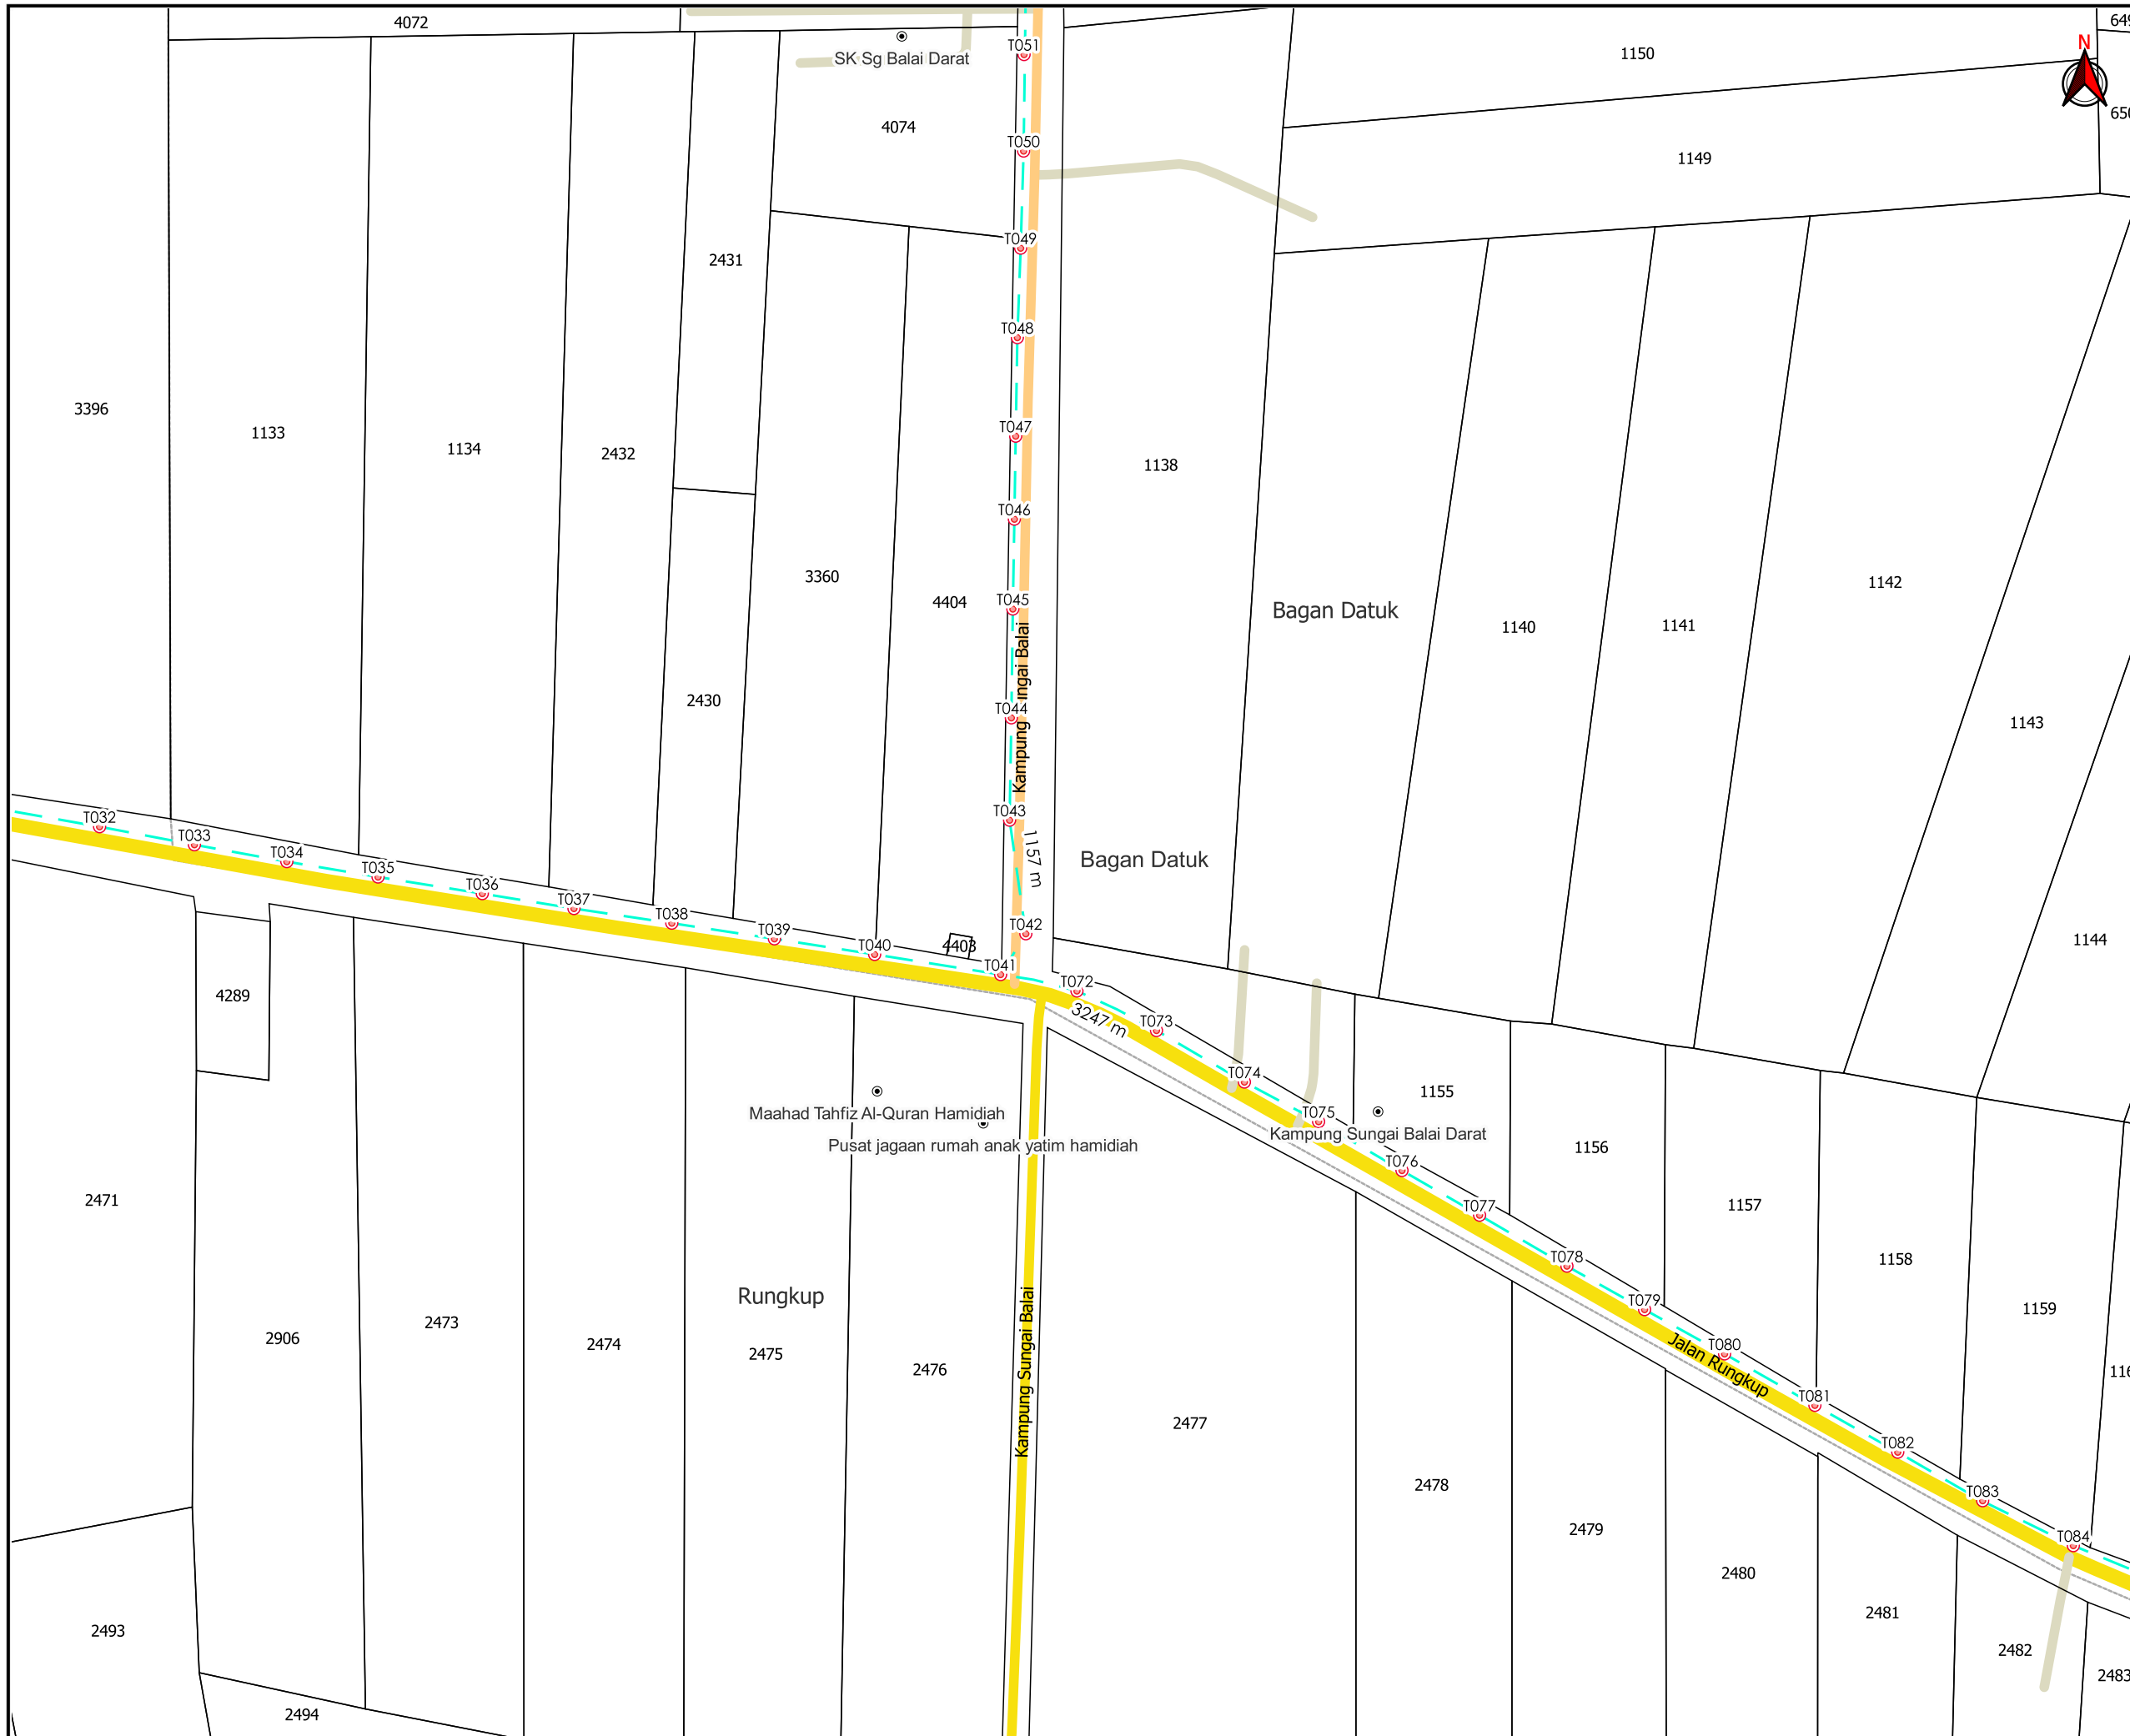 4072
649
N
T051
1150
SK Sg Balai Darat
650
4074
T050
1149
T049
2431
T048
3396
1133
1134
2432
T047
1138
T046
3360
4404
T045
Bagan Datuk
1142
1140
1141
Kampung Sungai Balai
2430
T044
1143
T032
T043
T033
T034
1157 m
Bagan Datuk
T035
T036
T037
T038
T039
T042
T040
4403
1144
T041
T072
4289
3247 m
T073
T074
1155
Maahad Tahfiz Al-Quran Hamidiah
T075
Kampung Sungai Balai Darat
Pusat jagaan rumah anak yatim hamidiah
1156
T076
2471
T077
1157
T078
1158
Rungkup
T079
1159
2906
2473
2474
2475
2476
Kampung Sungai Balai
T080
Jalan Rungkup
116
T081
2477
T082
2478
T083
2479
T084
2480
2481
2493
2482
2483
2494